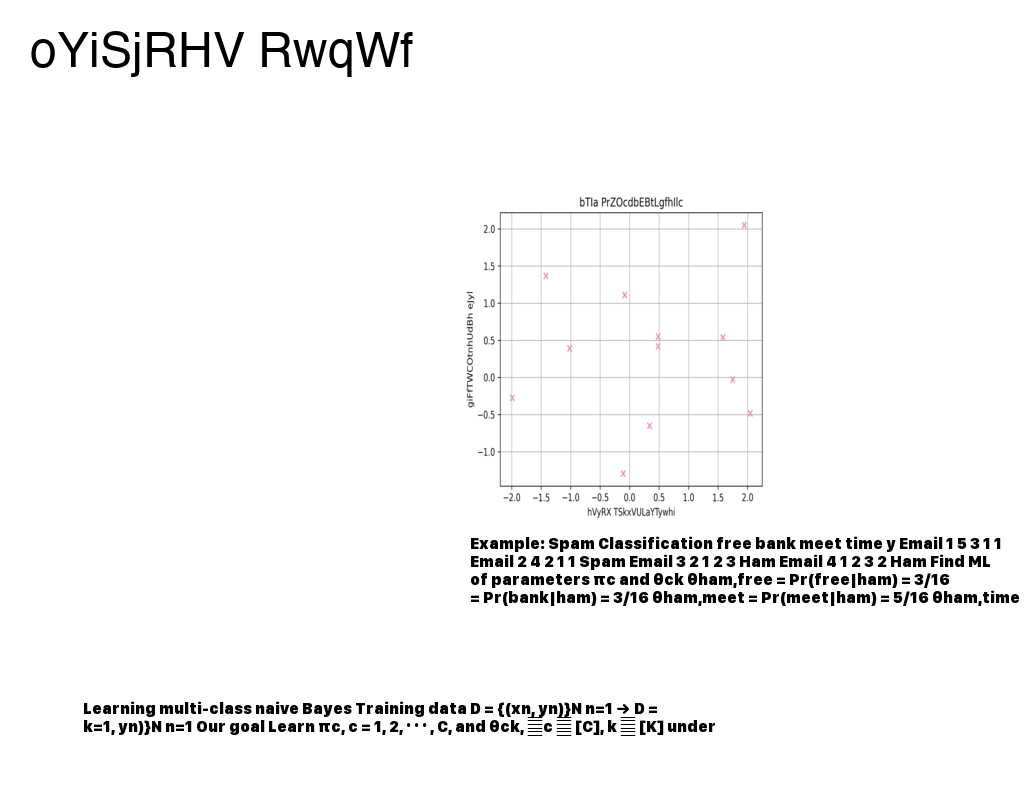 oYiSjRHV RwqWf
bTIa PrZOcdbEBtLgfhIlc
2.0
1.5
1.0
0.5
0.0
−0.5
−1.0
giFfTWCOtnhUdBh eJyl
−2.0 −1.5 −1.0 −0.5 0.0 0.5 1.0 1.5 2.0
hVyRX TSkxVULaYTywhi
Example: Spam Classification free bank meet time y Email 1 5 3 1 1
Email 2 4 2 1 1 Spam Email 3 2 1 2 3 Ham Email 4 1 2 3 2 Ham Find ML
of parameters πc and θck θham,free = Pr(free|ham) = 3/16
= Pr(bank|ham) = 3/16 θham,meet = Pr(meet|ham) = 5/16 θham,time
Learning multi-class naive Bayes Training data D = {(xn, yn)}N n=1 → D =
k=1, yn)}N n=1 Our goal Learn πc, c = 1, 2, · · · , C, and θck, c [C], k [K] under